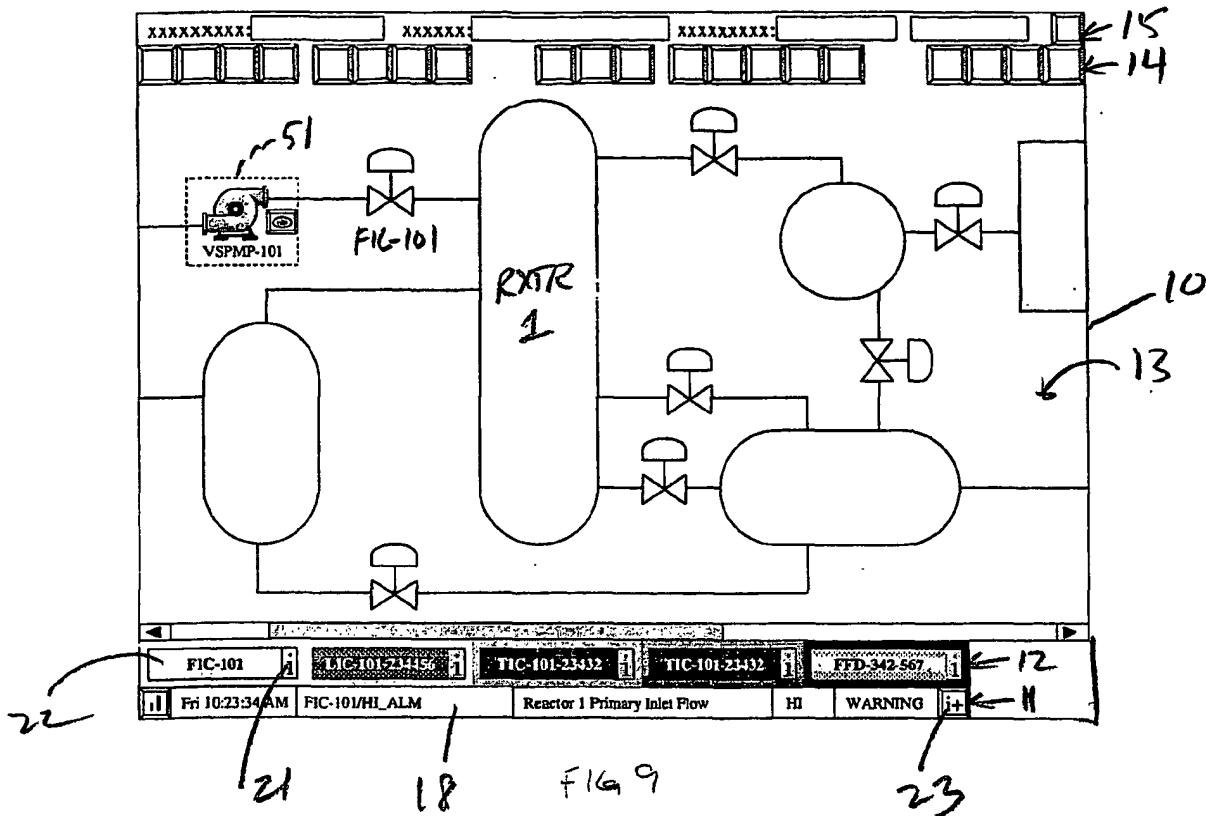 xxxxxxxxx: xxxxxx: xxxxxxxxx: 15
14
51
VSPMP-101
FIC-101
RXTR
1
10
13
FIC-101 i LIC-101-234456 i TIC-101-23432 i TIC-101-23432 i FFD-342-567 i 12
Fri 10:23:34 AM FIC-101/HI_ALM Reactor 1 Primary Inlet Flow HI WARNING i+ 11
22
21
18
FIG 9
23